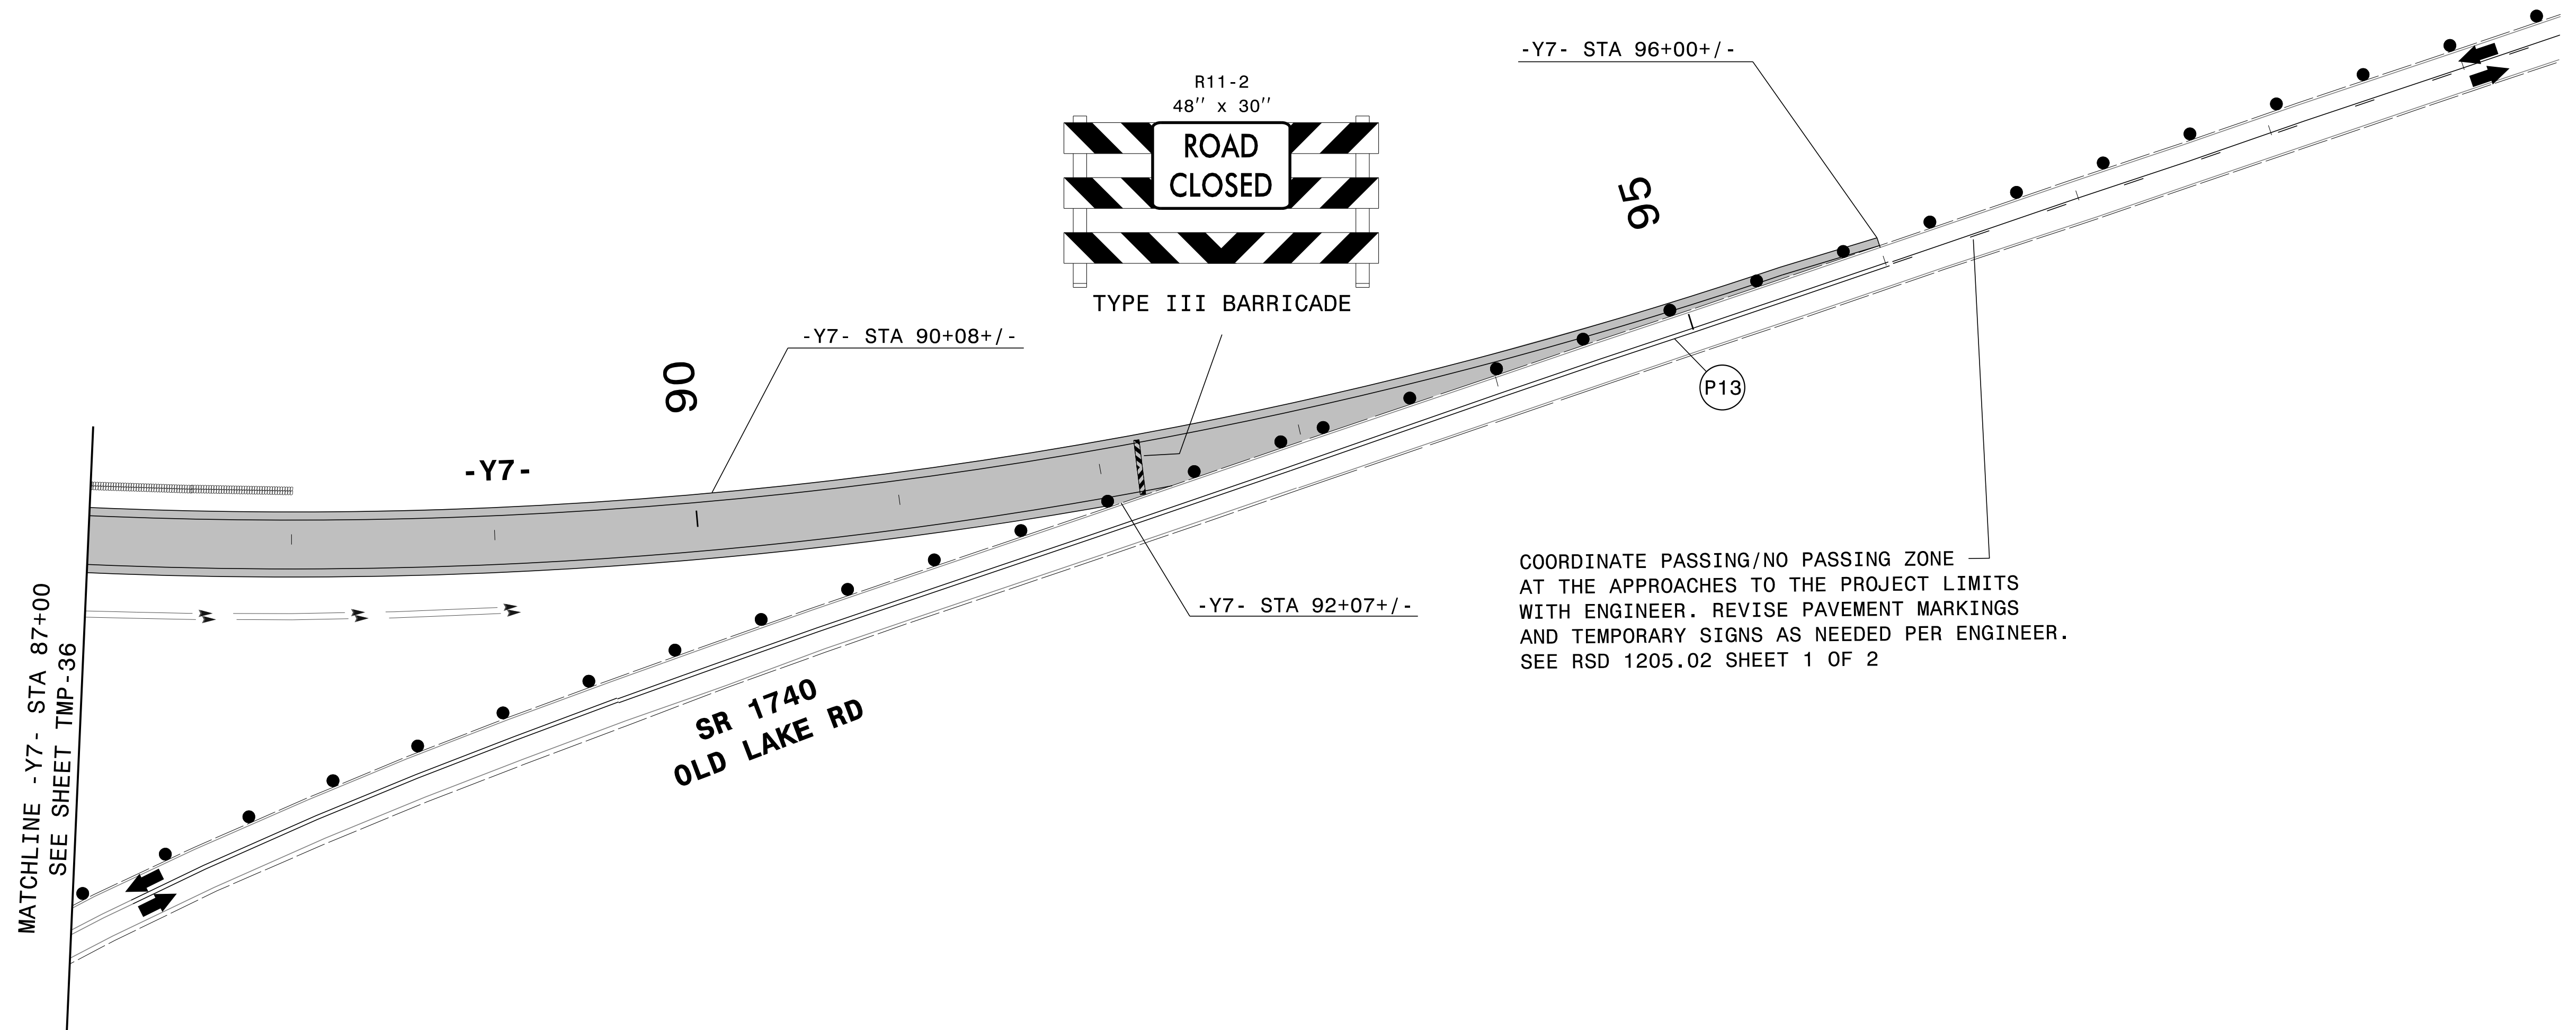 -Y7- STA 96+00+/-
R11-2
48'' x 30''
ROAD
CLOSED
TYPE III BARRICADE
95
-Y7- STA 90+08+/-
90
-Y7-
P13
-Y7- STA 92+07+/-
COORDINATE PASSING/NO PASSING ZONE
AT THE APPROACHES TO THE PROJECT LIMITS
WITH ENGINEER. REVISE PAVEMENT MARKINGS
AND TEMPORARY SIGNS AS NEEDED PER ENGINEER.
SEE RSD 1205.02 SHEET 1 OF 2
SR 1740
OLD LAKE RD
MATCHLINE -Y7- STA 87+00
SEE SHEET TMP-36